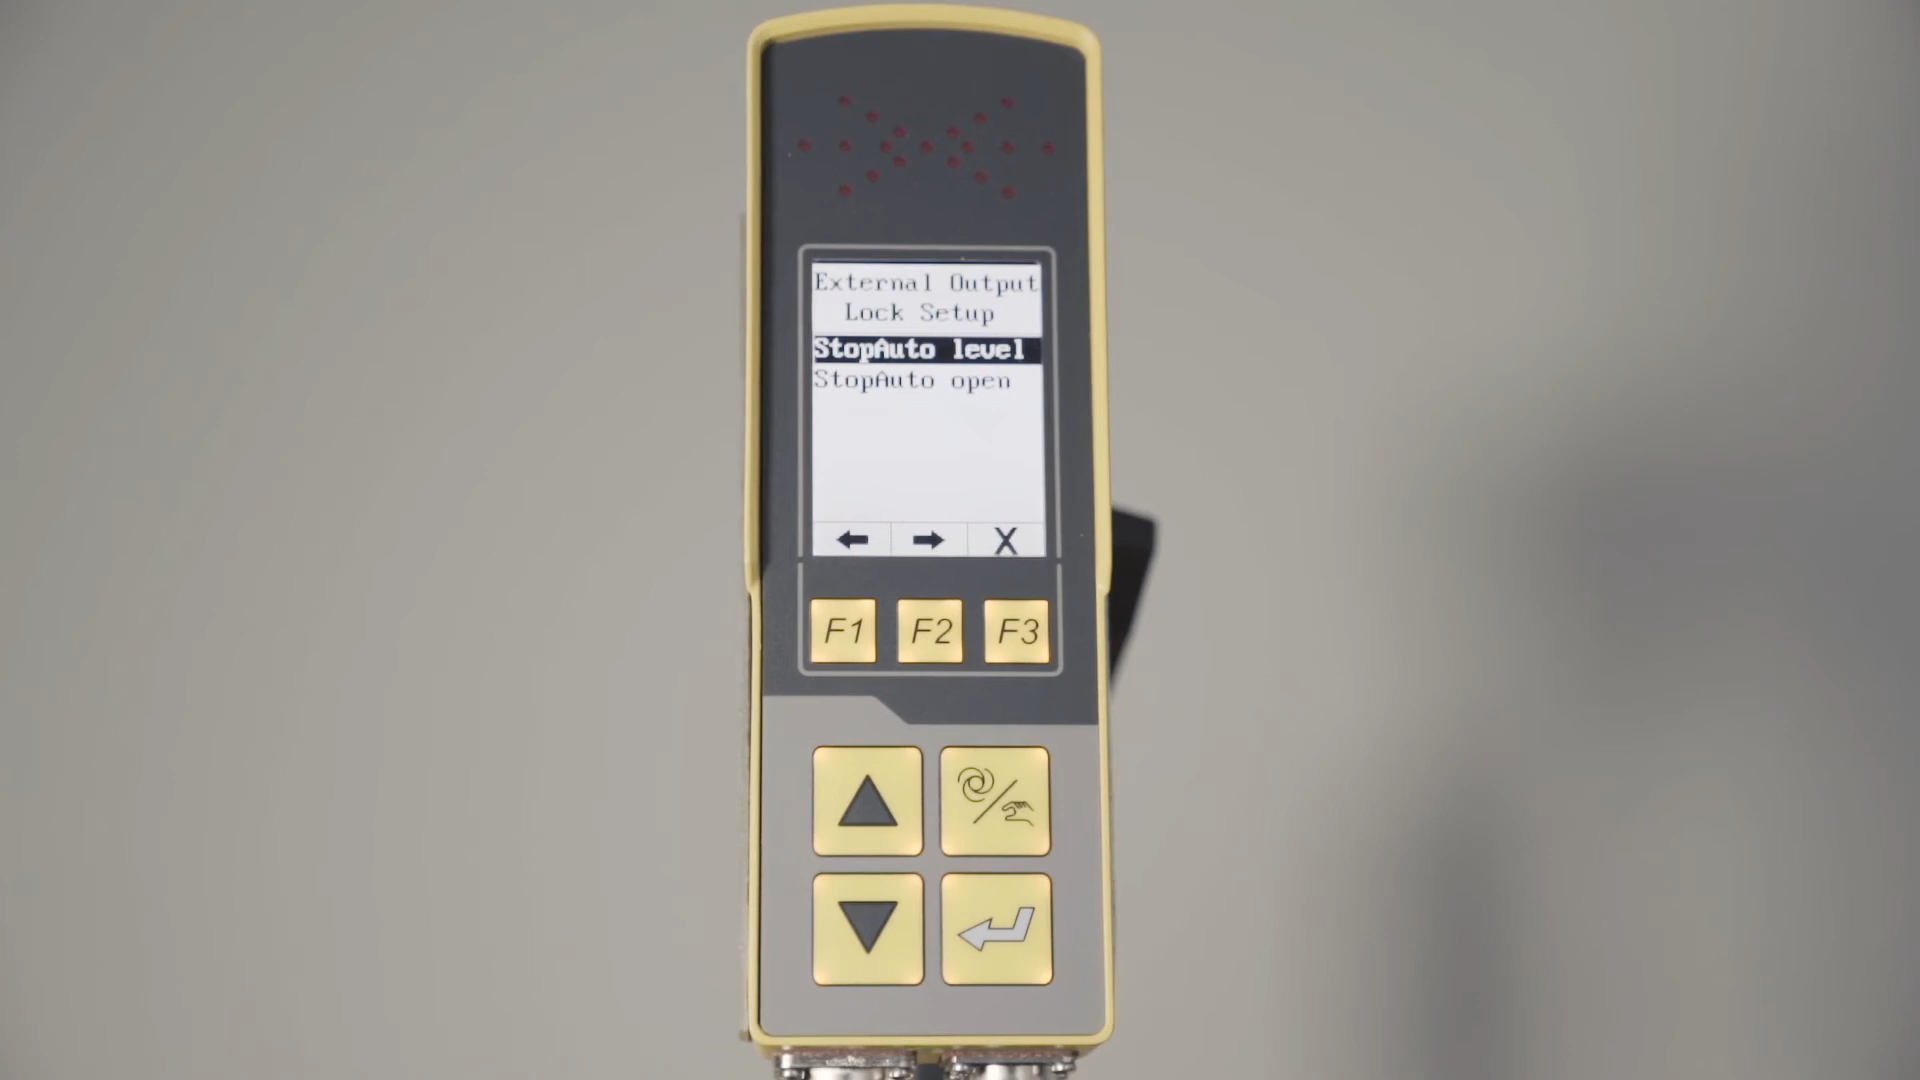 External Output
Lock Setup
StopAuto level
StopAuto open
X
F1 F2 F3